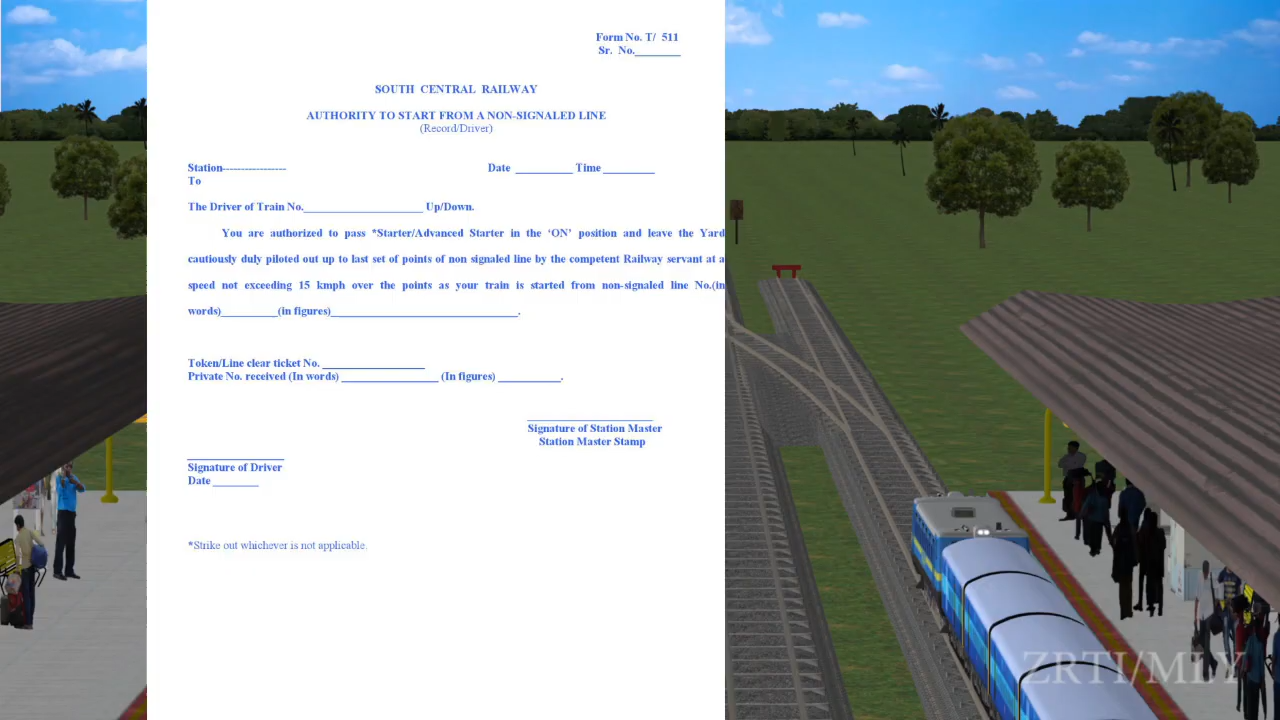 Form No. T/ 511
Sr. No.________
SOUTH CENTRAL RAILWAY
AUTHORITY TO START FROM A NON-SIGNALED LINE
(Record/Driver)
Station----------------- Date __________ Time _________
To
The Driver of Train No.______________________ Up/Down.
You are authorized to pass *Starter/Advanced Starter in the ‘ON’ position and leave the Yard
cautiously duly piloted out up to last set of points of non signaled line by the competent Railway servant at a
speed not exceeding 15 kmph over the points as your train is started from non-signaled line No.(in
words)__________(in figures)__________________________________.
Token/Line clear ticket No. __________________
Private No. received (In words) _________________ (In figures) ___________.
Signature of Station Master
Station Master Stamp
Signature of Driver
Date ________
*Strike out whichever is not applicable.
ZRTI/MLY